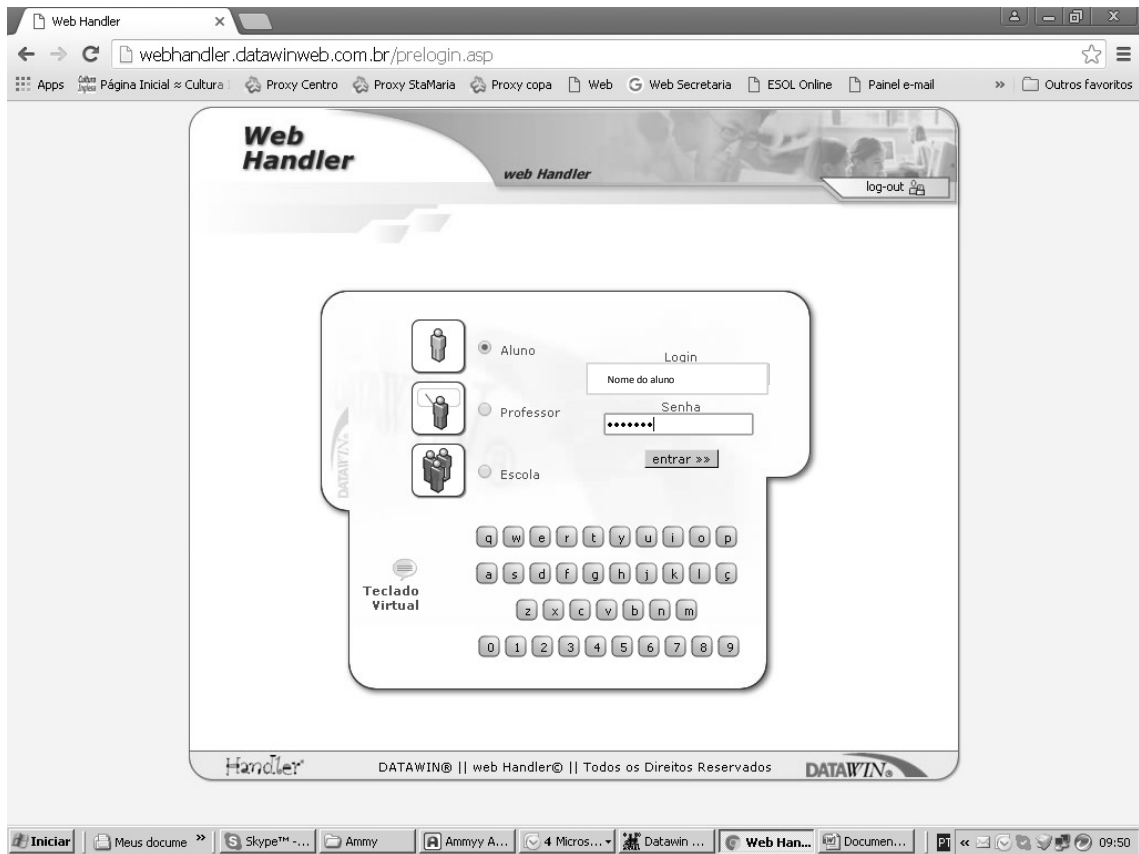 Web Handler
webhandler.datawinweb.com.br/prelogin.asp
Apps Cultura Inglesa Página Inicial ≈ Cultura I Proxy Centro Proxy StaMaria Proxy copa Web G Web Secretaria ESOL Online Painel e-mail » Outros favoritos
Web
Handler
web Handler
log-out
Aluno
Login
Nome do aluno
Professor
Senha
•••••••
entrar »»
Escola
DATAWIN®
q w e r t y u i o p
a s d f g h j k l ç
Teclado
Virtual
z x c v b n m
0 1 2 3 4 5 6 7 8 9
Handler
DATAWIN® || web Handler© || Todos os Direitos Reservados
DATAWIN®
Iniciar Meus docume » Skype™ -... Ammy Ammyy A... 4 Micros... Datawin ... Web Han... Documen... PT « 09:50